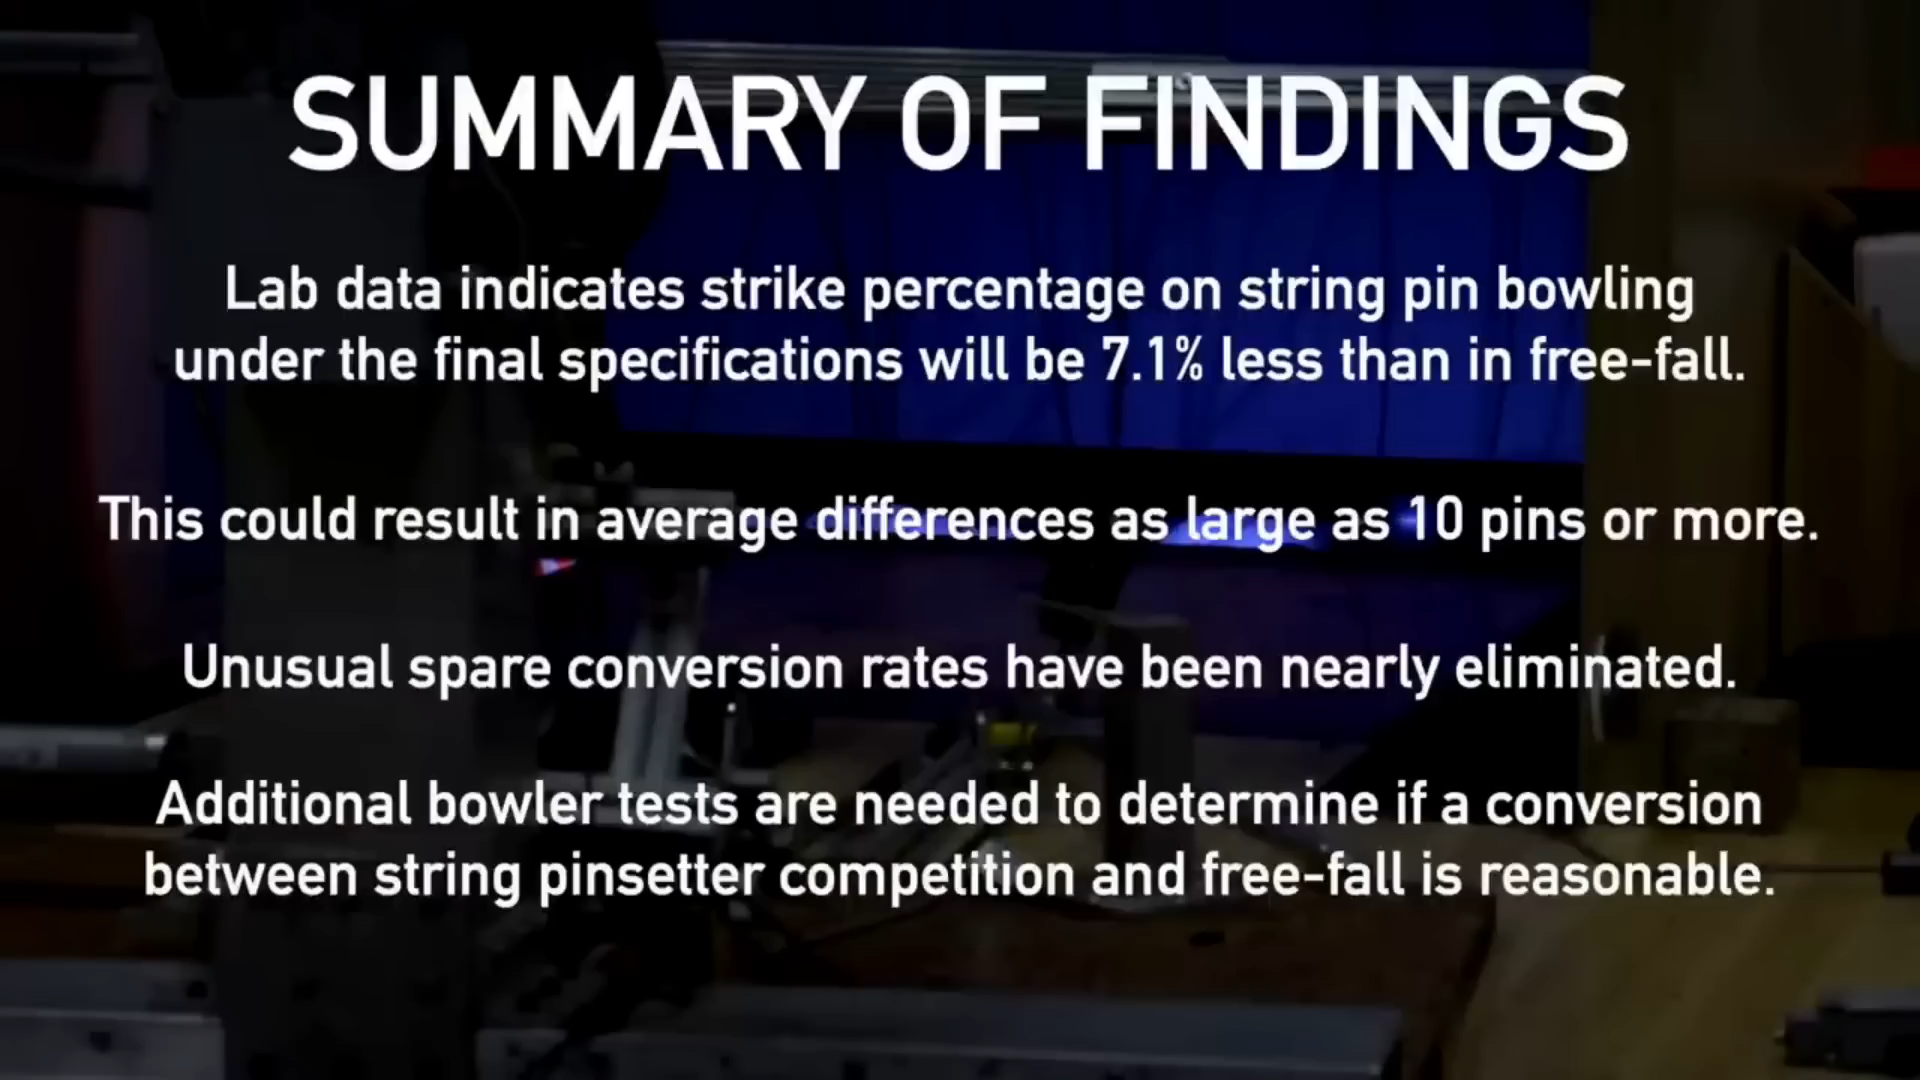 SUMMARY OF FINDINGS
Lab data indicates strike percentage on string pin bowling
under the final specifications will be 7.1% less than in free-fall.
This could result in average differences as large as 10 pins or more.
Unusual spare conversion rates have been nearly eliminated.
Additional bowler tests are needed to determine if a conversion
between string pinsetter competition and free-fall is reasonable.